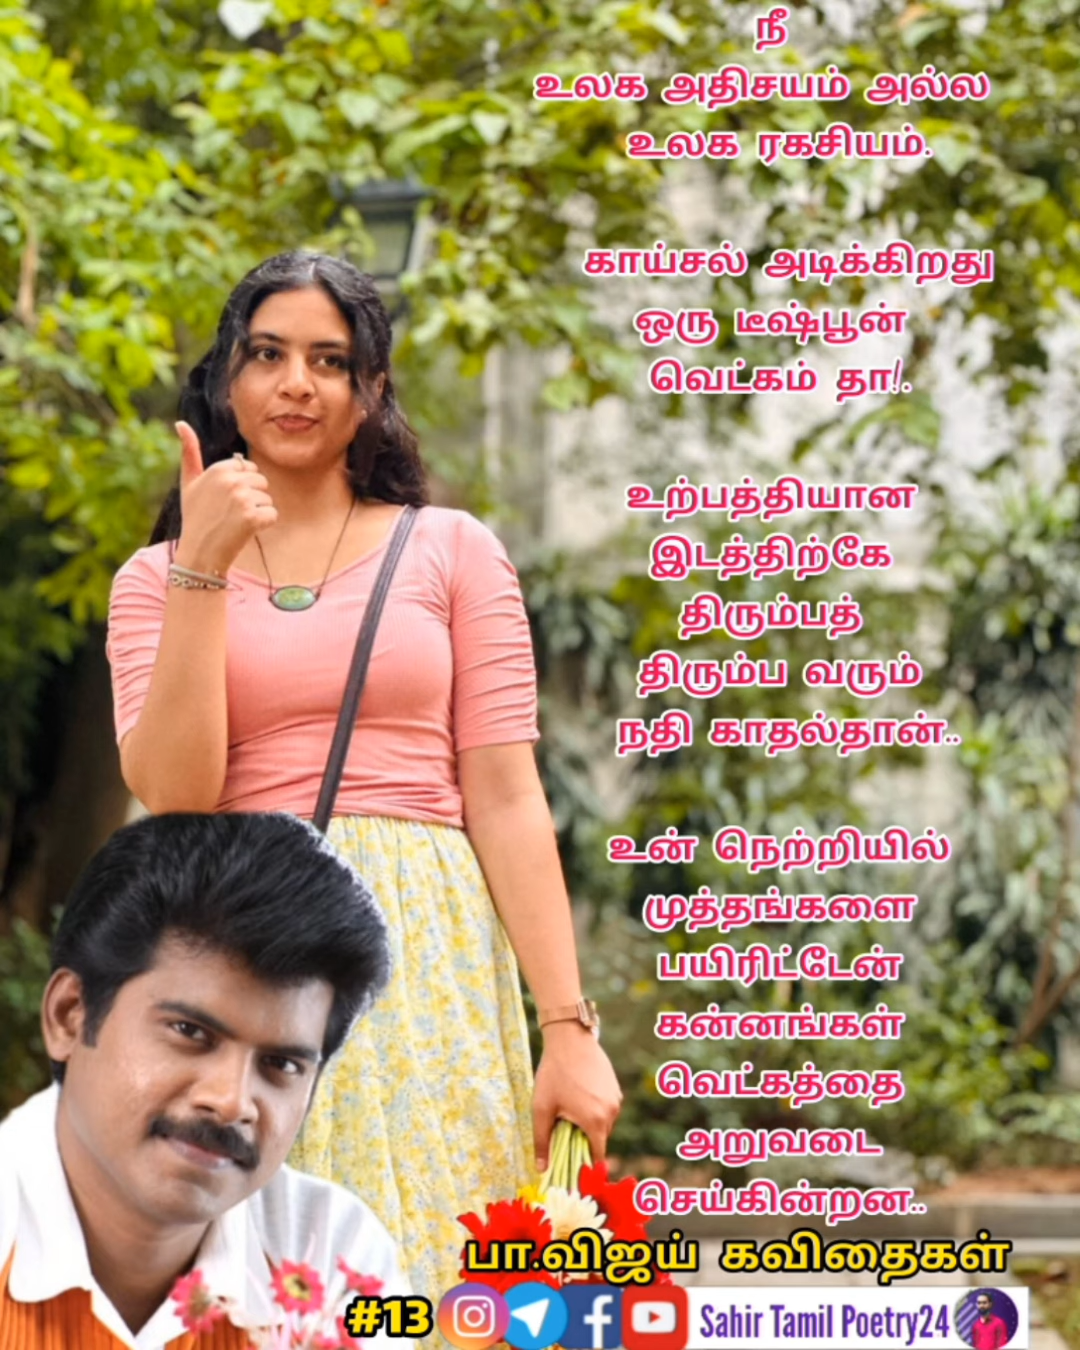 நீ
உலக அதிசயம் அல்ல
உலக ரகசியம்.
காய்சல் அடிக்கிறது
ஒரு டீஷ்பூன்
வெட்கம் தா!.
உற்பத்தியான
இடத்திற்கே
திரும்பத்
திரும்ப வரும்
நதி காதல்தான்..
உன் நெற்றியில்
முத்தங்களை
பயிரிட்டேன்
கன்னங்கள்
வெட்கத்தை
அறுவடை
செய்கின்றன..
பா.விஜய் கவிதைகள்
#13 Sahir Tamil Poetry24